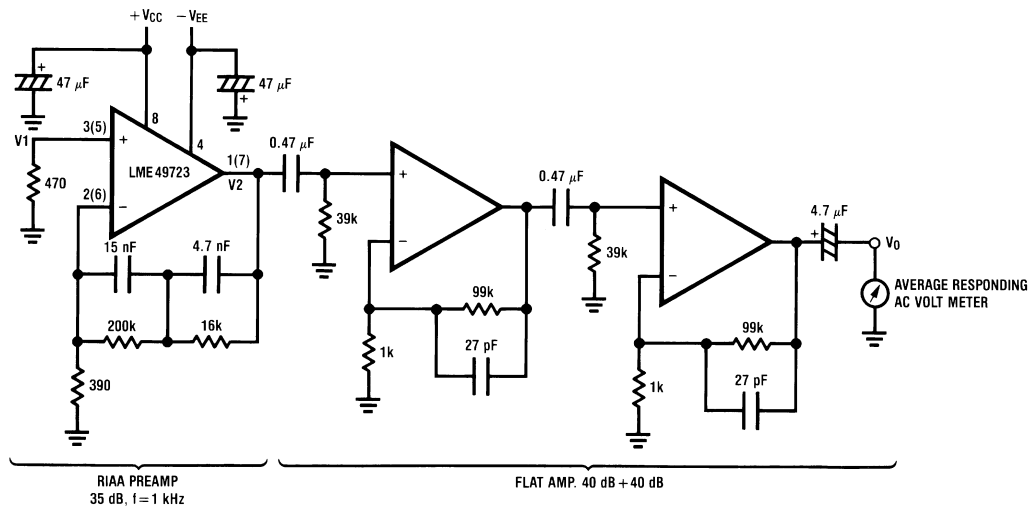 +VCC
−VEE
+
47 μF
47 μF
+
V1
3(5)
8
+
4
470
LME49723
1(7)
V2
2(6)
−
15 nF
4.7 nF
200k
16k
390
0.47 μF
39k
+
−
99k
27 pF
1k
0.47 μF
39k
+
−
99k
27 pF
1k
4.7 μF
+
VO
AVERAGE RESPONDING
AC VOLT METER
RIAA PREAMP
35 dB, f=1 kHz
FLAT AMP. 40 dB+40 dB